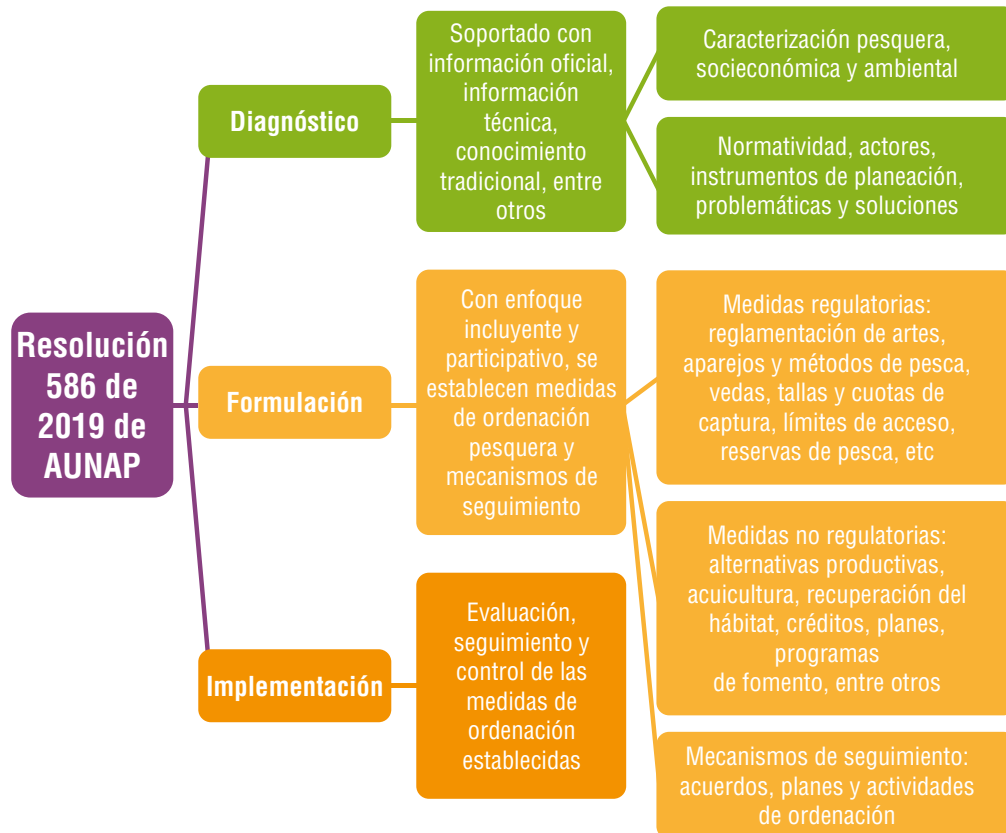 Resolución
586 de
2019 de
AUNAP
Diagnóstico
Soportado con
información oficial,
información
técnica,
conocimiento
tradicional, entre
otros
Caracterización pesquera,
socieconómica y ambiental
Normatividad, actores,
instrumentos de planeación,
problemáticas y soluciones
Formulación
Con enfoque
incluyente y
participativo, se
establecen medidas
de ordenación
pesquera y
mecanismos de
seguimiento
Medidas regulatorias:
reglamentación de artes,
aparejos y métodos de pesca,
vedas, tallas y cuotas de
captura, límites de acceso,
reservas de pesca, etc
Medidas no regulatorias:
alternativas productivas,
acuicultura, recuperación del
hábitat, créditos, planes,
programas
de fomento, entre otros
Mecanismos de seguimiento:
acuerdos, planes y actividades
de ordenación
Implementación
Evaluación,
seguimiento y
control de las
medidas de
ordenación
establecidas